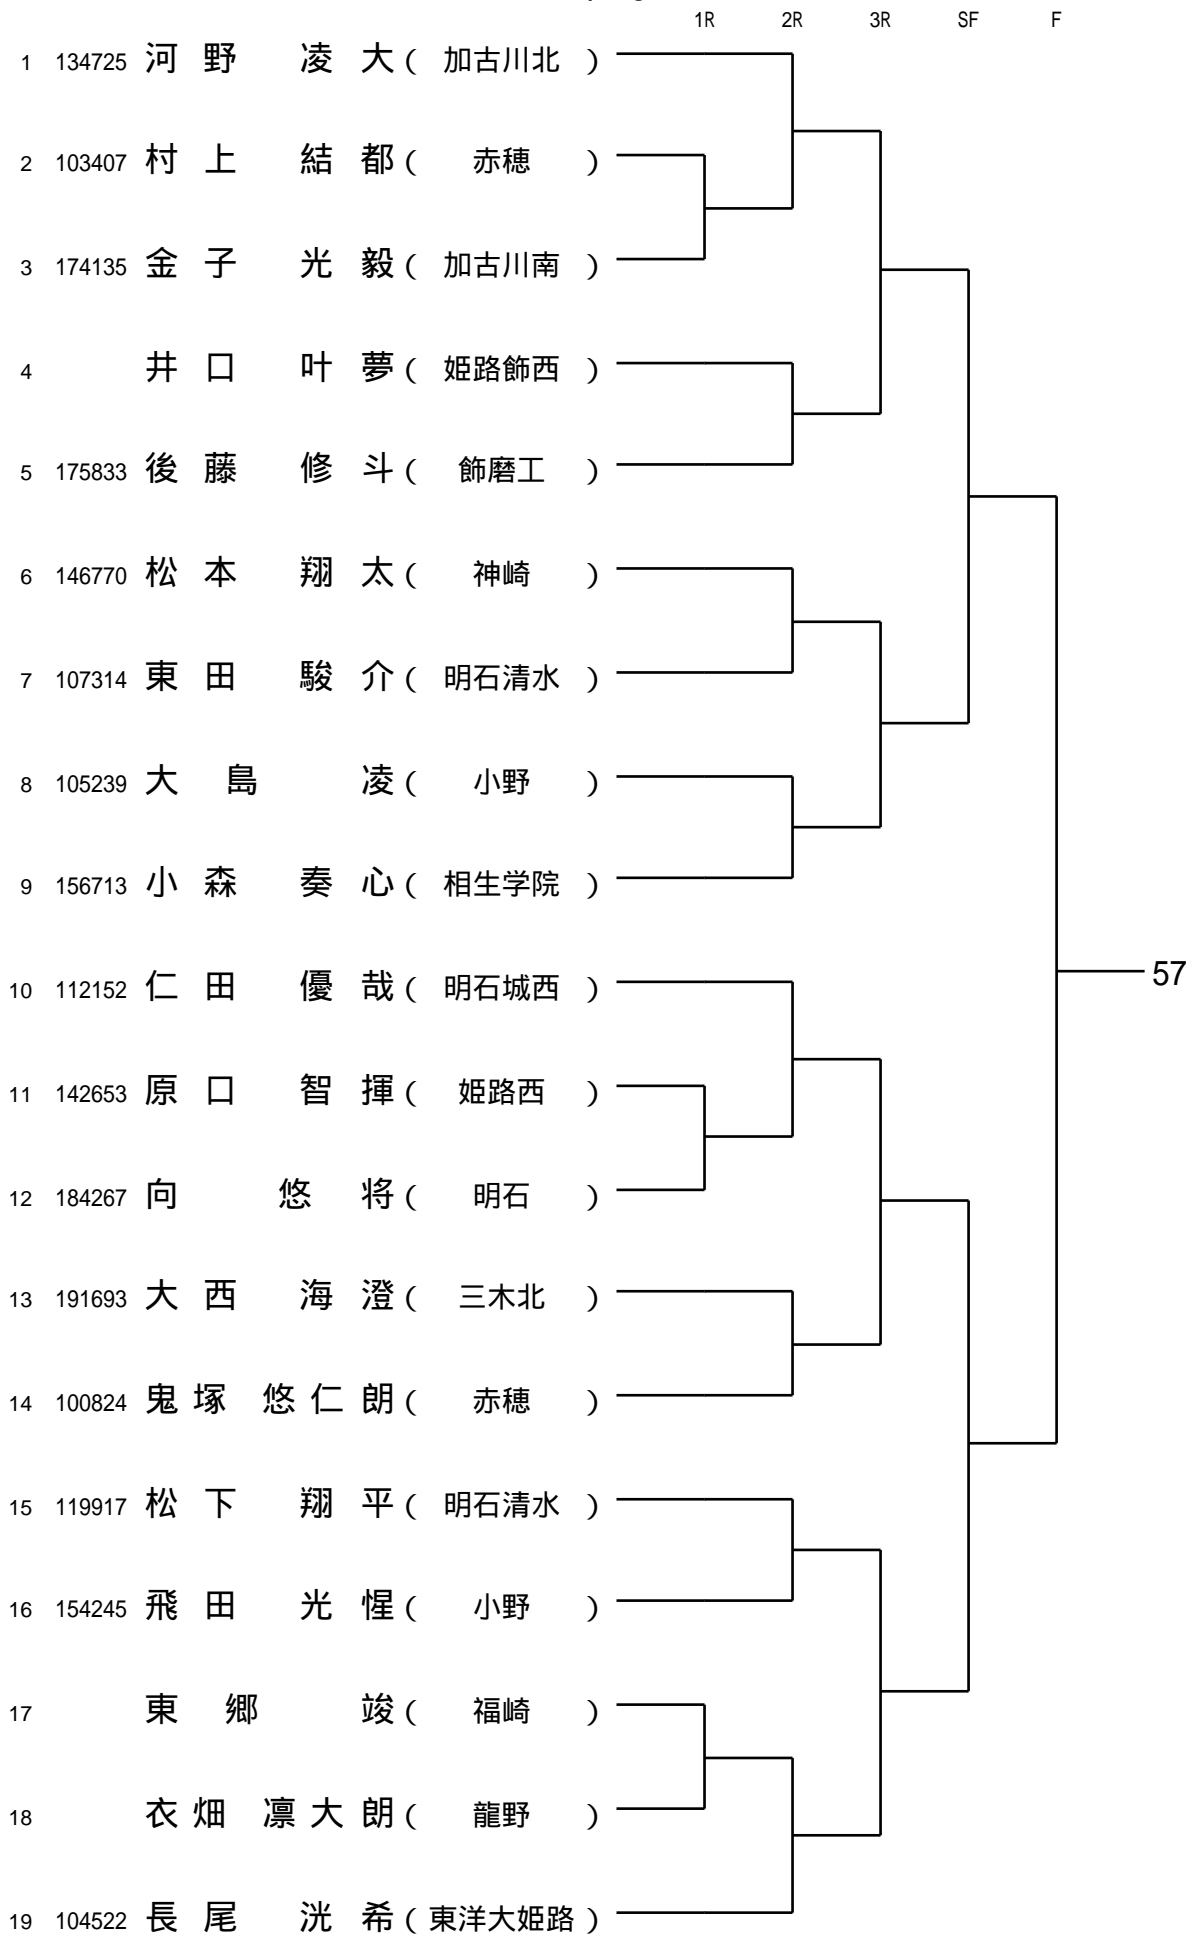 1R 2R 3R SF F
1 134725 河野 凌大 ( 加古川北 )
2 103407 村上 結都 ( 赤穂 )
3 174135 金子 光毅 ( 加古川南 )
4 井口 叶夢 ( 姫路飾西 )
5 175833 後藤 修斗 ( 飾磨工 )
6 146770 松本 翔太 ( 神崎 )
7 107314 東田 駿介 ( 明石清水 )
8 105239 大島 凌 ( 小野 )
9 156713 小森 奏心 ( 相生学院 )
10 112152 仁田 優哉 ( 明石城西 )
57
11 142653 原口 智揮 ( 姫路西 )
12 184267 向 悠将 ( 明石 )
13 191693 大西 海澄 ( 三木北 )
14 100824 鬼塚 悠仁朗 ( 赤穂 )
15 119917 松下 翔平 ( 明石清水 )
16 154245 飛田 光惺 ( 小野 )
17 東郷 竣 ( 福崎 )
18 衣畑 凛大朗 ( 龍野 )
19 104522 長尾 洸希 ( 東洋大姫路 )